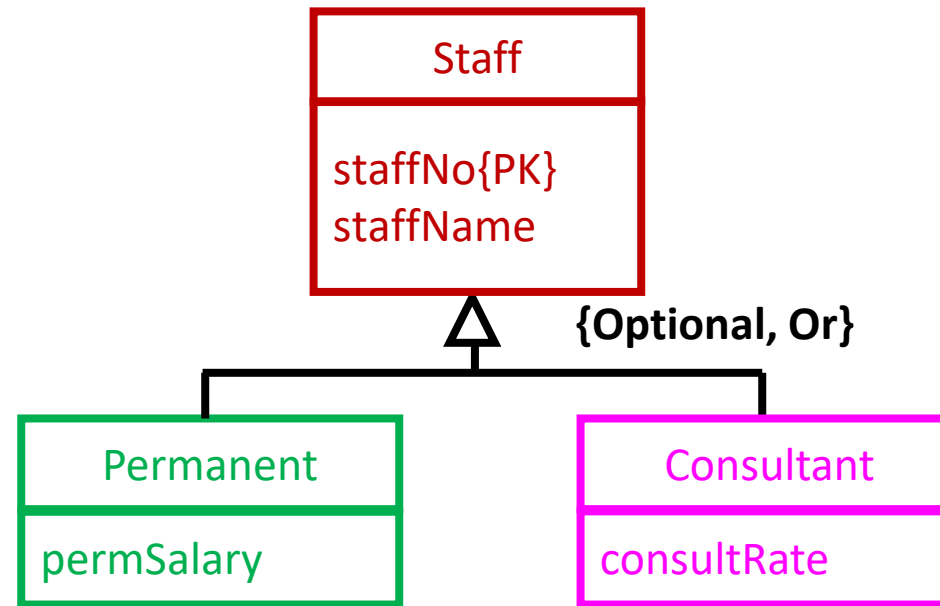 Staff
staffNo{PK}
staffName
{Optional, Or}
Permanent
permSalary
Consultant
consultRate